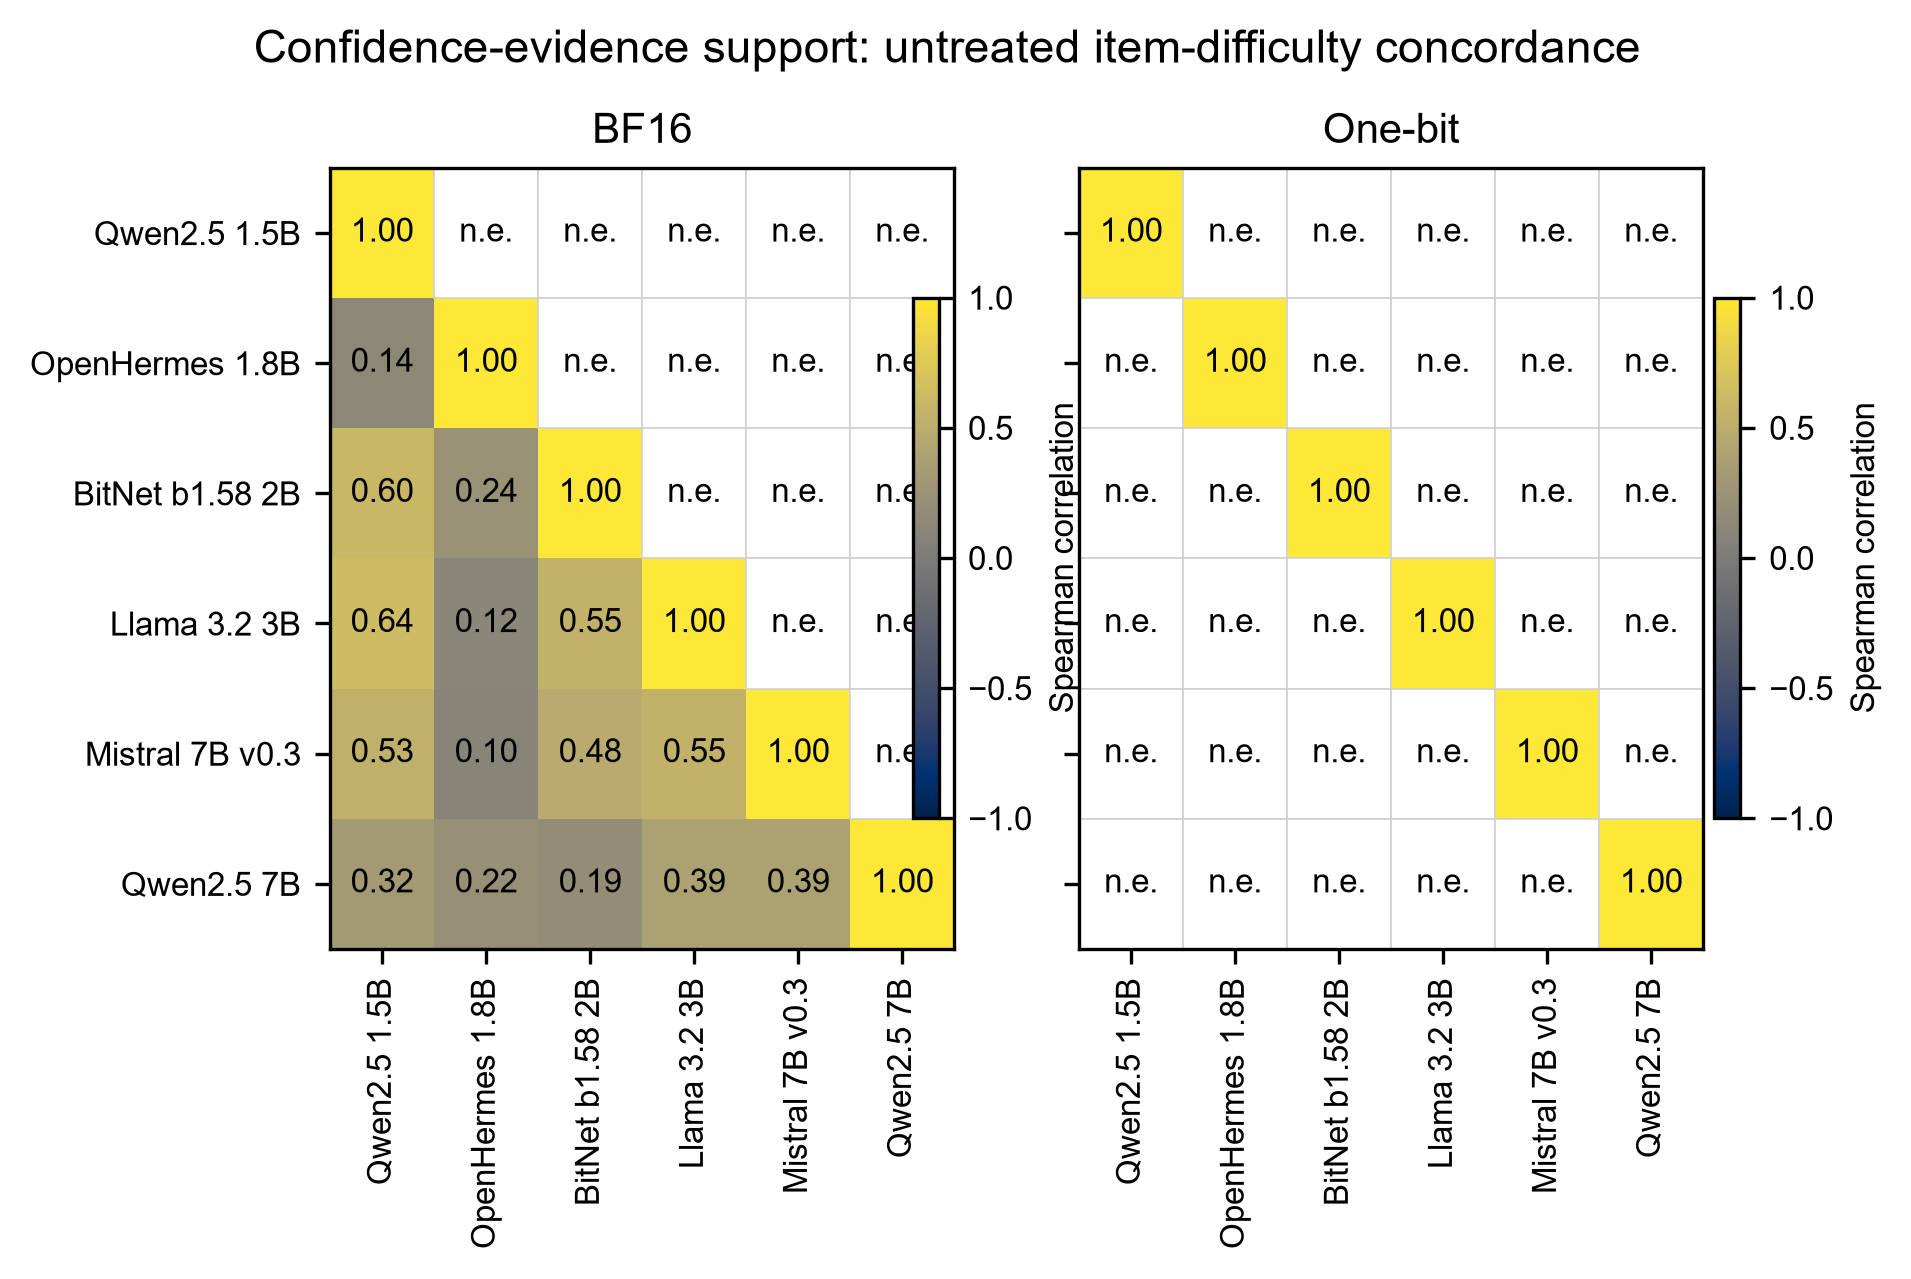 Confidence-evidence support: untreated item-difficulty concordance
BF16
One-bit
Qwen2.5 1.5B 1.00 n.e. n.e. n.e. n.e. n.e.
OpenHermes 1.8B 0.14 1.00 n.e. n.e. n.e. n.e
BitNet b1.58 2B 0.60 0.24 1.00 n.e. n.e. n.e
Llama 3.2 3B 0.64 0.12 0.55 1.00 n.e. n.e
Mistral 7B v0.3 0.53 0.10 0.48 0.55 1.00 n.e
Qwen2.5 7B 0.32 0.22 0.19 0.39 0.39 1.00
Qwen2.5 1.5B
OpenHermes 1.8B
BitNet b1.58 2B
Llama 3.2 3B
Mistral 7B v0.3
Qwen2.5 7B
1.0
0.5
0.0
−0.5
−1.0
Spearman correlation
1.00 n.e. n.e. n.e. n.e. n.e.
n.e. 1.00 n.e. n.e. n.e. n.e.
n.e. n.e. 1.00 n.e. n.e. n.e.
n.e. n.e. n.e. 1.00 n.e. n.e.
n.e. n.e. n.e. n.e. 1.00 n.e.
n.e. n.e. n.e. n.e. n.e. 1.00
Qwen2.5 1.5B
OpenHermes 1.8B
BitNet b1.58 2B
Llama 3.2 3B
Mistral 7B v0.3
Qwen2.5 7B
1.0
0.5
0.0
−0.5
−1.0
Spearman correlation